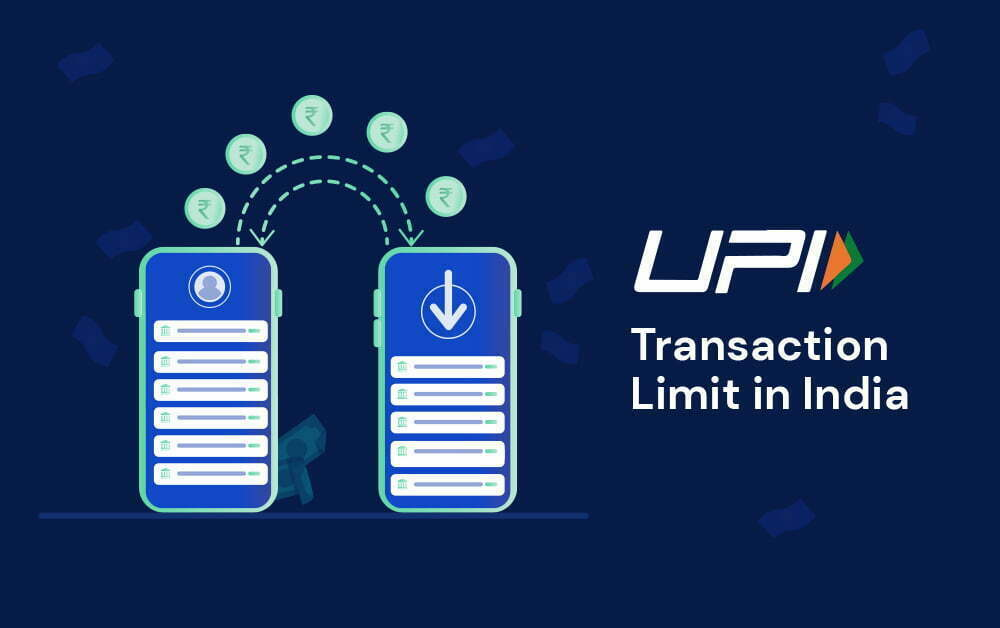 ₹
₹
₹
₹
₹
UPI
Transaction
Limit in India